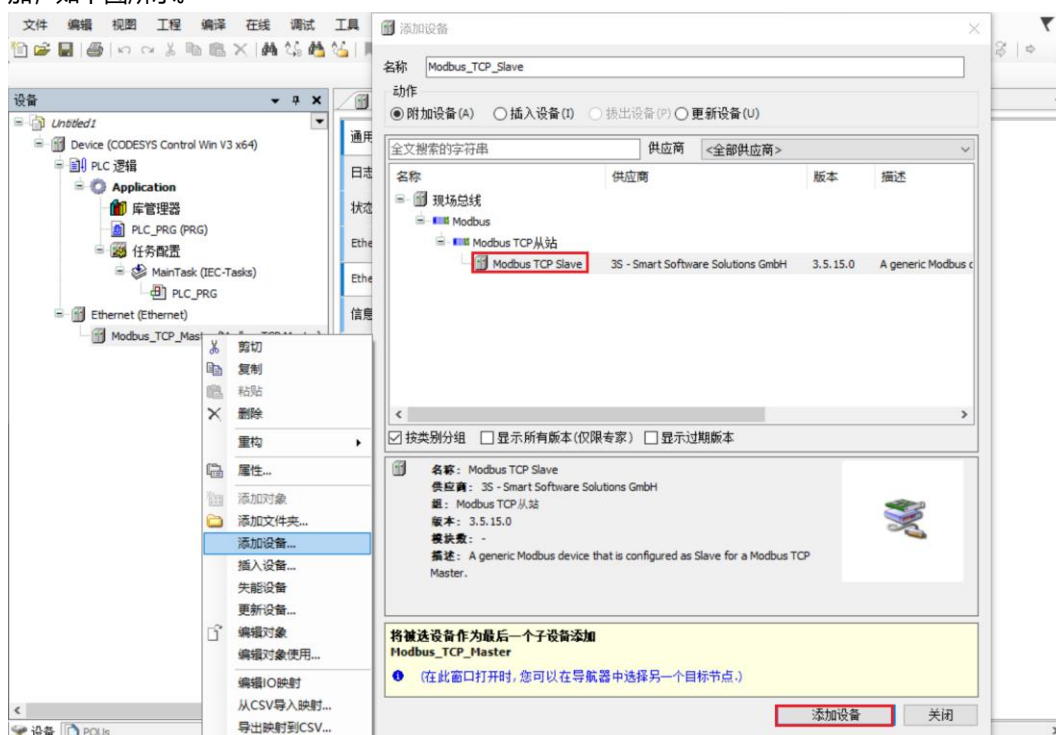 加，如下图所示。
文件 编辑 视图 工程 编译 在线 调试 工具
设备
Untitled1
Device (CODESYS Control Win V3 x64)
PLC 逻辑
Application
库管理器
PLC_PRG (PRG)
任务配置
MainTask (IEC-Tasks)
PLC_PRG
Ethernet (Ethernet)
剪切
复制
粘贴
删除
重构
属性...
添加对象
添加文件夹...
添加设备...
插入设备...
失能设备
更新设备...
编辑对象
编辑对象使用...
编辑IO映射
从CSV导入映射...
导出映射到CSV...
设备 POUs
添加设备
名称 Modbus_TCP_Slave
动作
附加设备(A) 插入设备(I) 拔出设备(P) 更新设备(U)
全文搜索的字符串 供应商 <全部供应商>
名称 供应商 版本 描述
现场总线
Modbus
Modbus TCP从站
Modbus TCP Slave 3S - Smart Software Solutions GmbH 3.5.15.0 A generic Modbus
按类别分组 显示所有版本(仅限专家) 显示过期版本
名称: Modbus TCP Slave
供应商: 3S - Smart Software Solutions GmbH
组: Modbus TCP从站
版本: 3.5.15.0
模块数: -
描述: A generic Modbus device that is configured as Slave for a Modbus TCP
Master.
将被选设备作为最后一个子设备添加
Modbus_TCP_Master
(在此窗口打开时,您可以在导航器中选择另一个目标节点.)
添加设备 关闭